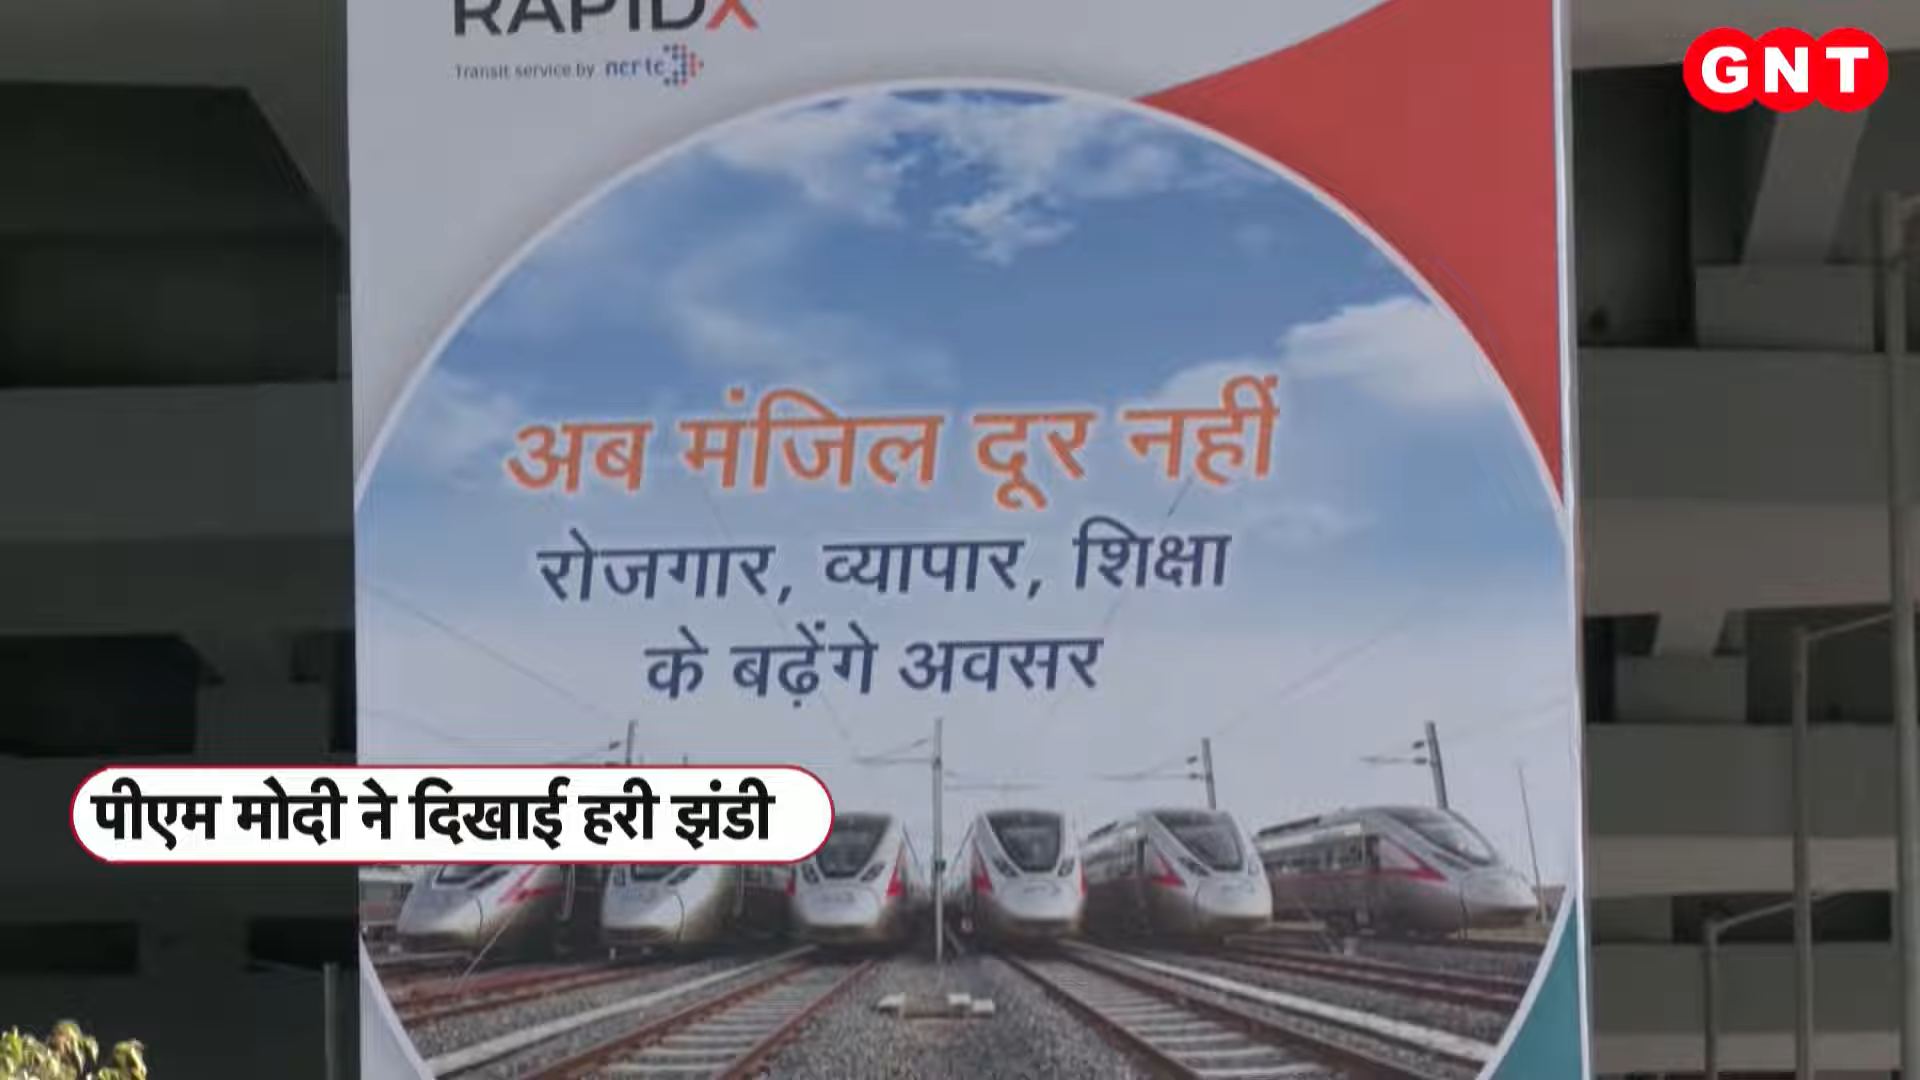 RAPIDX
Transit service by ncrtc
GNT
अब मंजिल दूर नहीं
रोजगार, व्यापार, शिक्षा
के बढ़ेंगे अवसर
पीएम मोदी ने दिखाई हरी झंडी